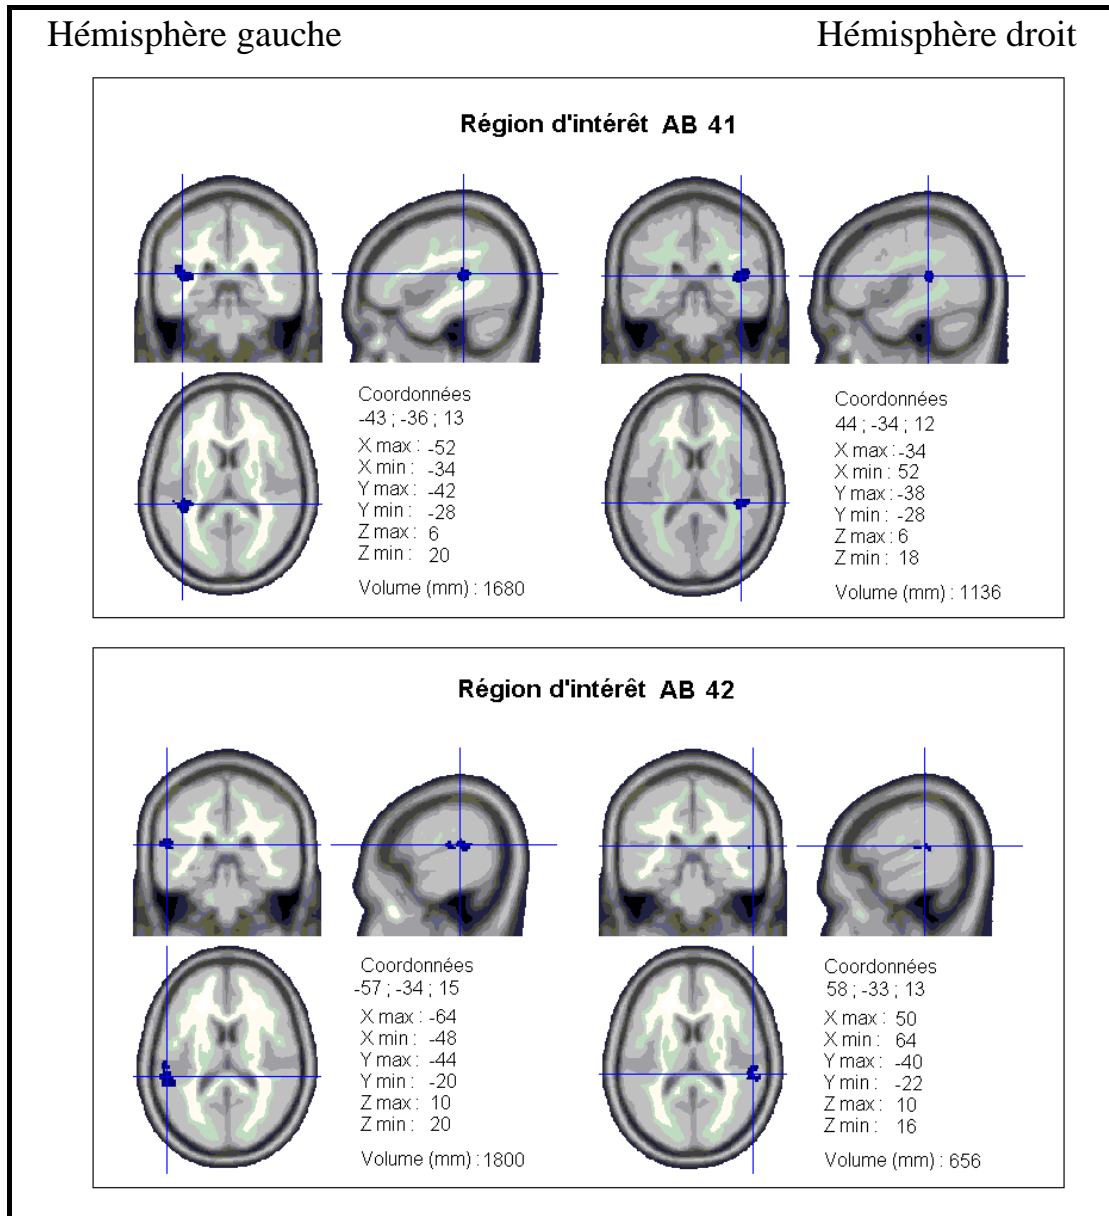 Hémisphère gauche
Hémisphère droit
Région d'intérêt AB 41
Coordonnées
-43 ; -36 ; 13
X max : -52
X min : -34
Y max : -42
Y min : -28
Z max : 6
Z min : 20
Volume (mm) : 1680
Coordonnées
44 ; -34 ; 12
X max : -34
X min : 52
Y max : -38
Y min : -28
Z max : 6
Z min : 18
Volume (mm) : 1136
Région d'intérêt AB 42
Coordonnées
-57 ; -34 ; 15
X max : -64
X min : -48
Y max : -44
Y min : -20
Z max : 10
Z min : 20
Volume (mm) : 1800
Coordonnées
58 ; -33 ; 13
X max : 50
X min : 64
Y max : -40
Y min : -22
Z max : 10
Z min : 16
Volume (mm) : 656